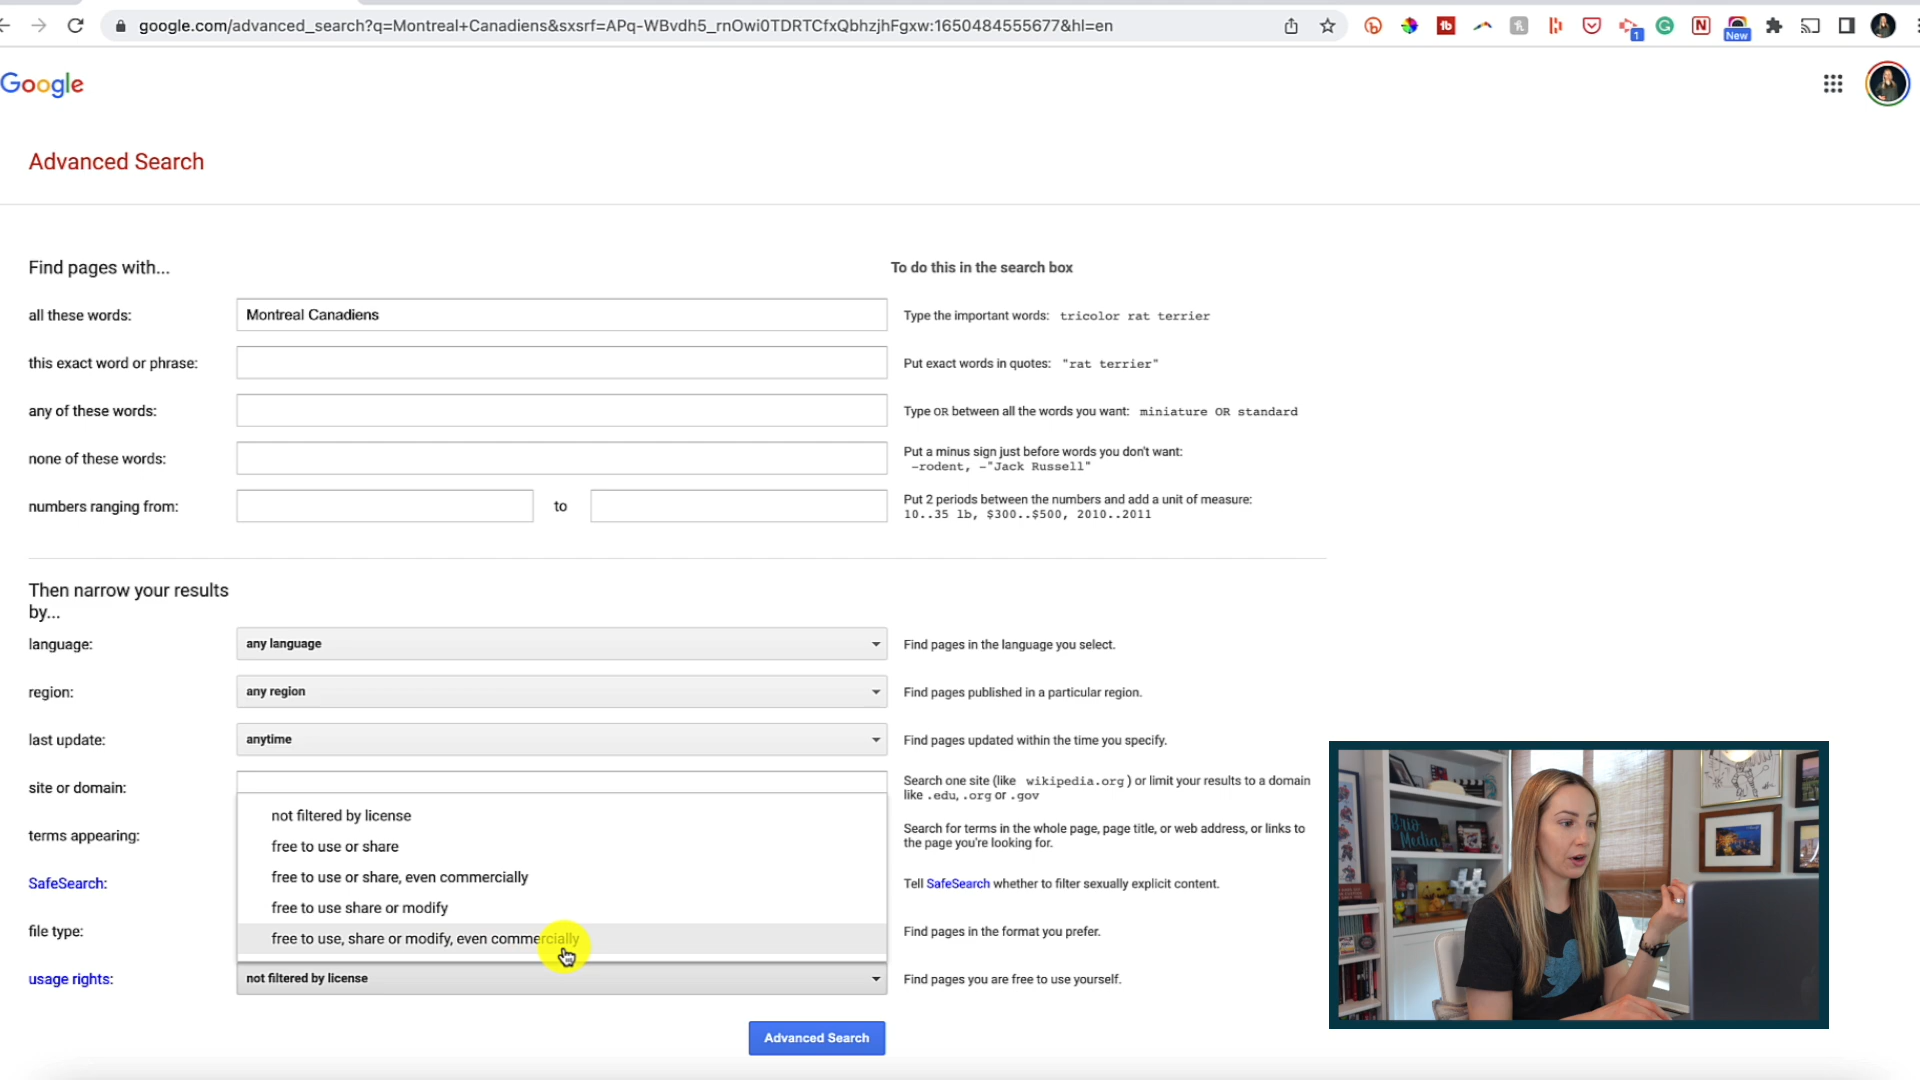 google.com/advanced_search?q=Montreal+Canadiens&sxsrf=APq-WBvdh5_rnOwi0TDRTCfxQbhzjhFgxw:1650484555677&hl=en
1
New
Google
Advanced Search
Find pages with...
To do this in the search box
all these words:
Montreal Canadiens
Type the important words: tricolor rat terrier
this exact word or phrase:
Put exact words in quotes: "rat terrier"
any of these words:
Type OR between all the words you want: miniature OR standard
none of these words:
Put a minus sign just before words you don't want:
-rodent, -"Jack Russell"
numbers ranging from:
to
Put 2 periods between the numbers and add a unit of measure:
10..35 lb, $300..$500, 2010..2011
Then narrow your results
by...
language:
any language
Find pages in the language you select.
region:
any region
Find pages published in a particular region.
last update:
anytime
Find pages updated within the time you specify.
site or domain:
Search one site (like wikipedia.org ) or limit your results to a domain
like .edu, .org or .gov
not filtered by license
terms appearing:
free to use or share
Search for terms in the whole page, page title, or web address, or links to
the page you're looking for.
SafeSearch:
free to use or share, even commercially
Tell SafeSearch whether to filter sexually explicit content.
free to use share or modify
file type:
free to use, share or modify, even commercially
Find pages in the format you prefer.
usage rights:
not filtered by license
Find pages you are free to use yourself.
Advanced Search
Media